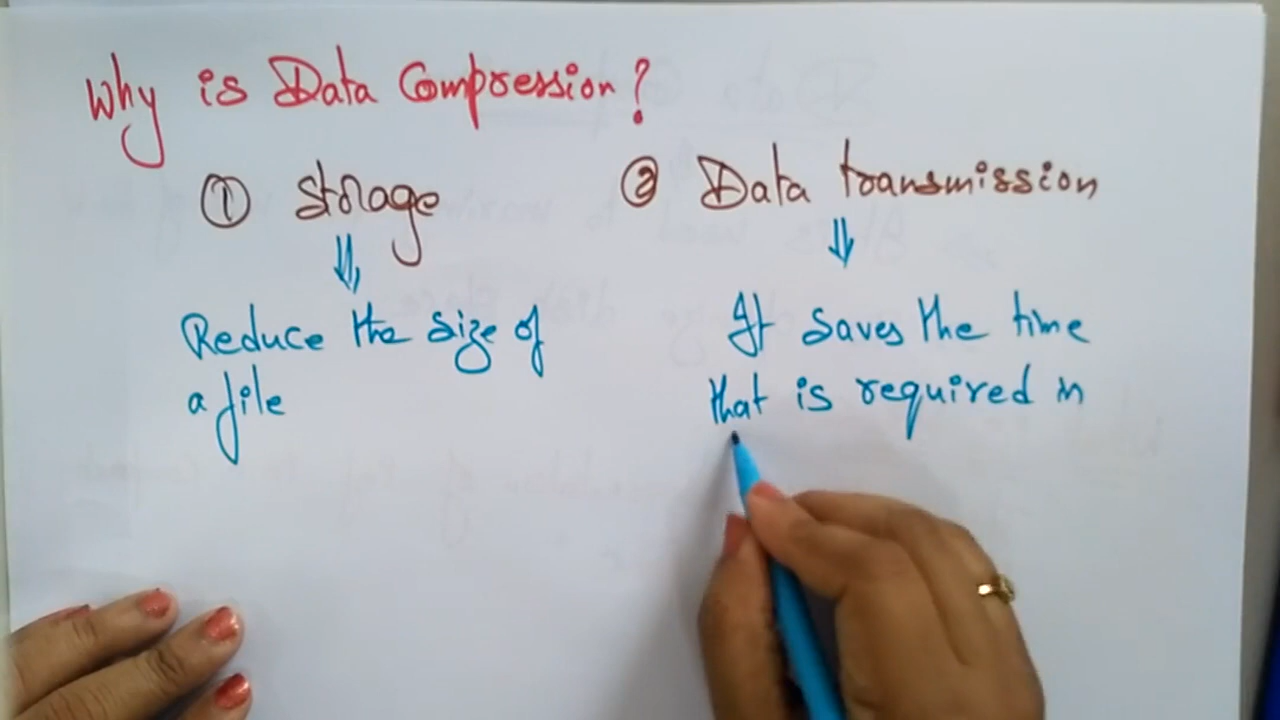 Why is Data Compression?
① Storage
② Data transmission
Reduce the size of
a file
It saves the time
that is required in